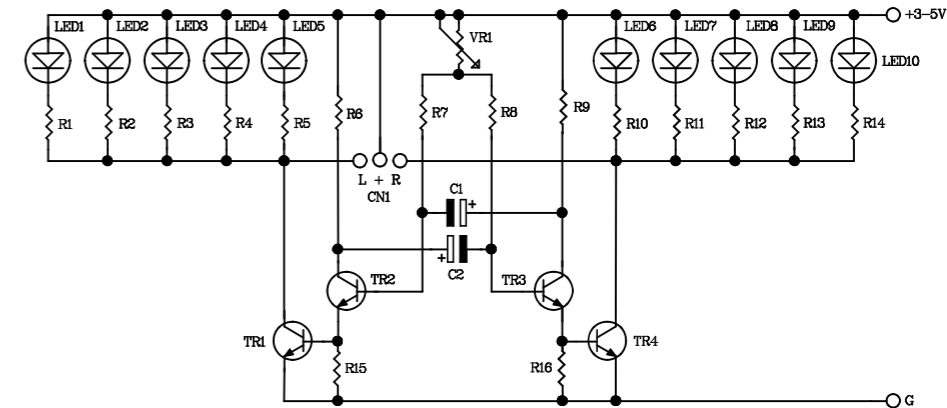 LED1 LED2 LED3 LED4 LED5 LED6 LED7 LED8 LED9 +3-5V
VR1
LED10
R1 R2 R3 R4 R5 R6 R7 R8 R9 R10 R11 R12 R13 R14
L + R
CN1
C1
+
+
C2
TR2 TR3
TR1 TR4
R15 R16
G